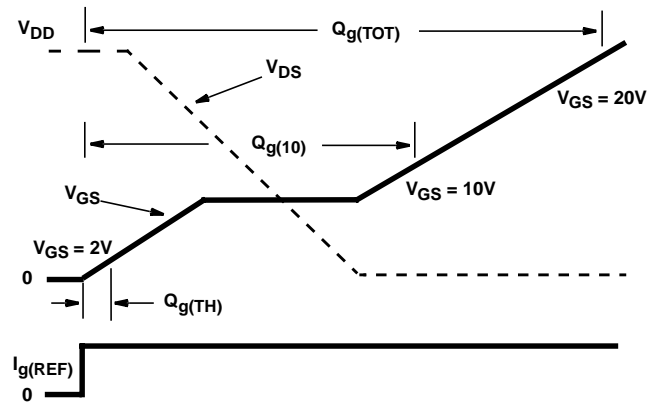 V_DD
Q_g(TOT)
V_DS
V_GS = 20V
Q_g(10)
V_GS
V_GS = 10V
V_GS = 2V
0
Q_g(TH)
I_g(REF)
0